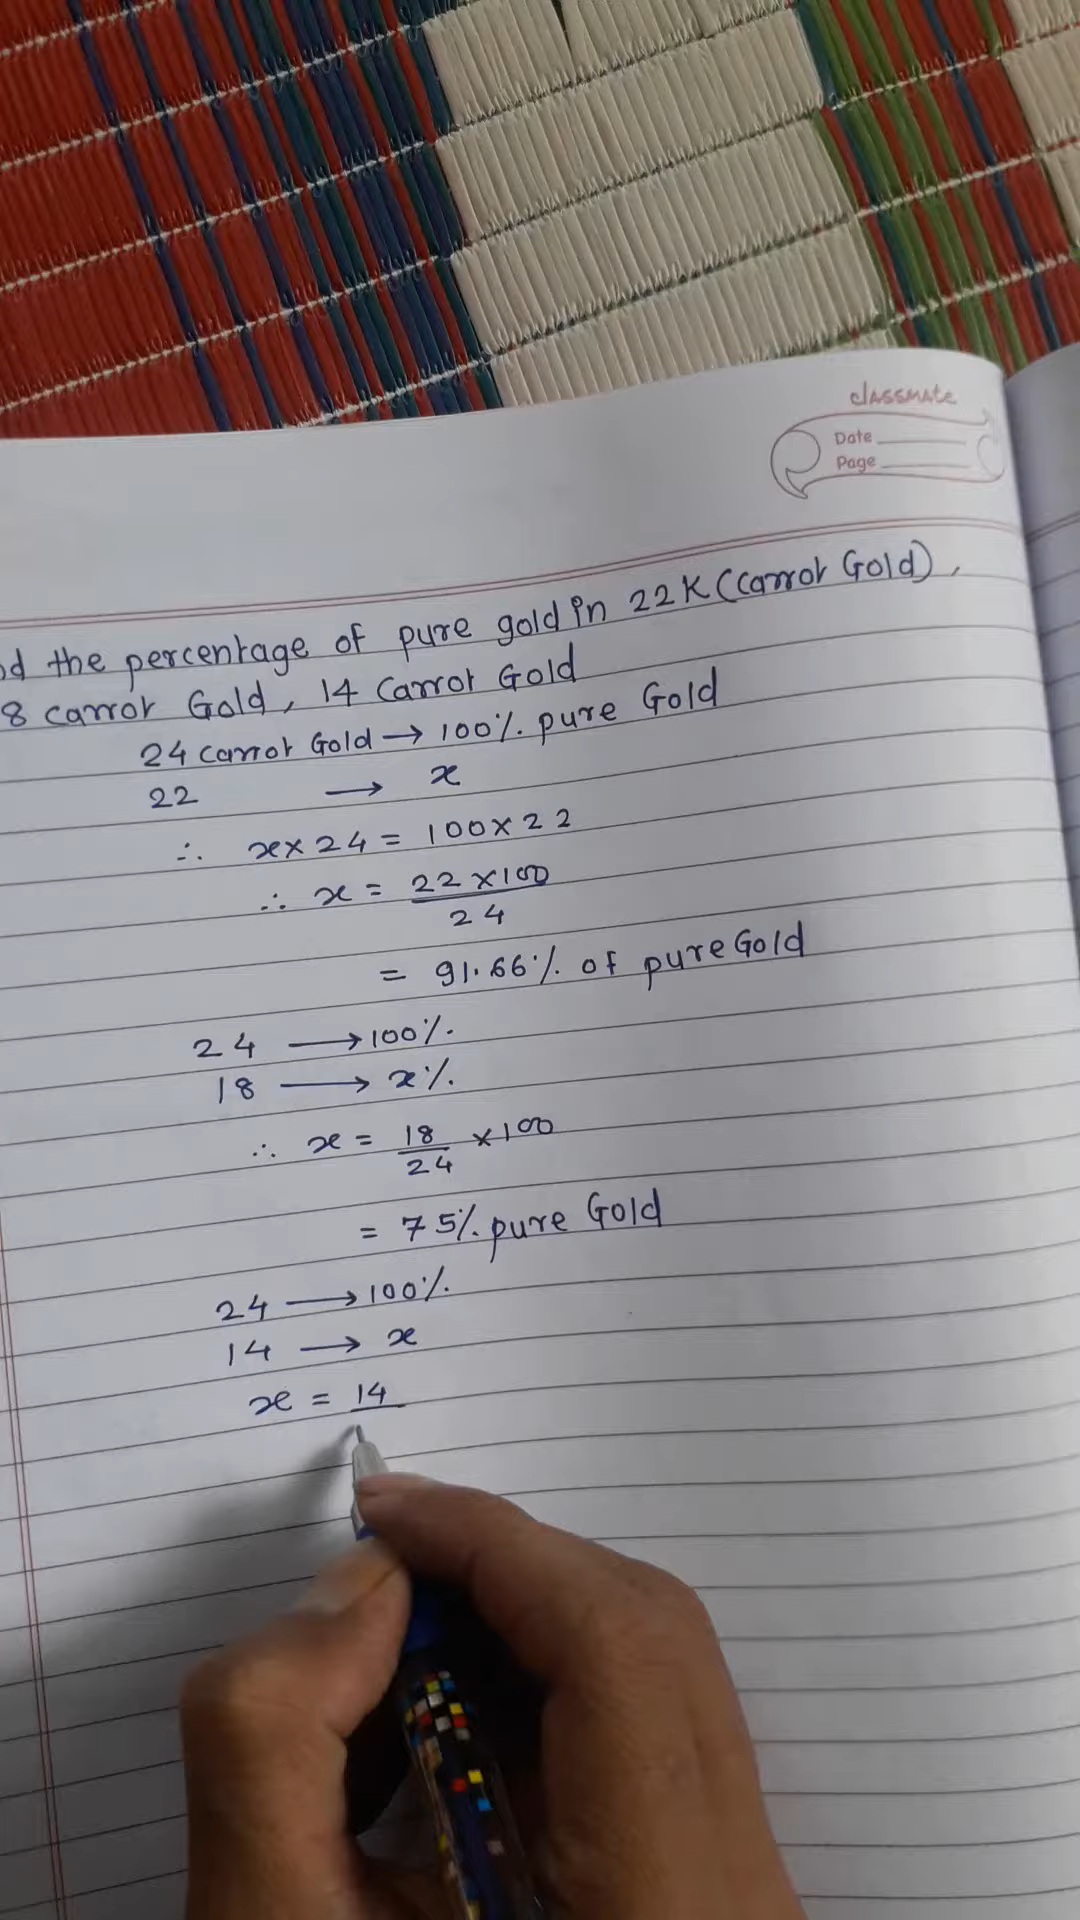 classmate
Date
Page
nd the percentage of pure gold in 22K (Carrot Gold),
8 carrot Gold, 14 Carrot Gold
24 carrot Gold → 100% pure Gold
22 → x
∴ x × 24 = 100 × 22
∴ x = 22 × 100
24
= 91.66% of pure Gold
24 → 100%
18 → x%
∴ x = 18 × 100
24
= 75% pure Gold
24 → 100%
14 → x
x = 14